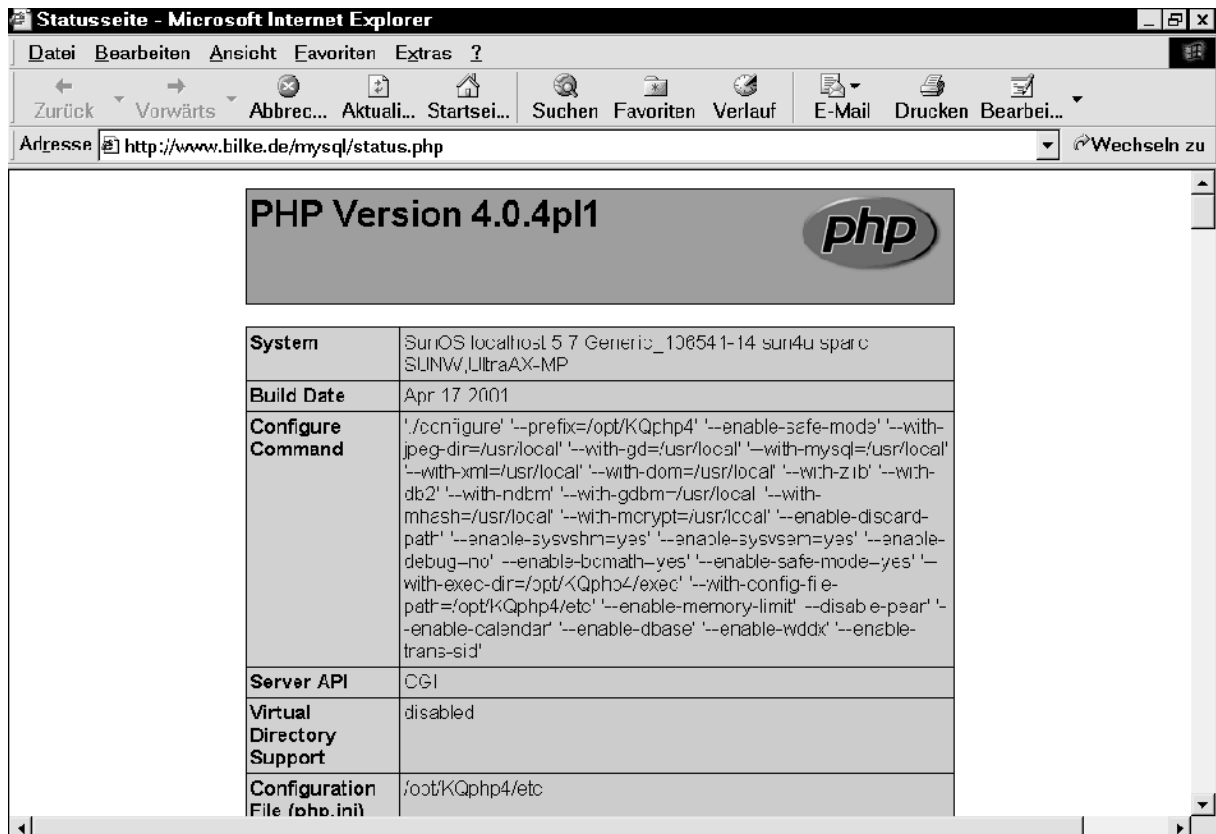 Statusseite - Microsoft Internet Explorer
Datei Bearbeiten Ansicht Favoriten Extras ?
Zurück Vorwärts Abbrec... Aktuali... Startsei... Suchen Favoriten Verlauf E-Mail Drucken Bearbei...
Adresse http://www.bilke.de/mysql/status.php Wechseln zu
PHP Version 4.0.4pl1
php
System SunOS localhost 5.7 Generic_106541-14 sun4u sparc
SUNW,UltraAX-MP
Build Date Apr 17 2001
Configure './configure' '--prefix=/opt/KQphp4' '--enable-safe-mode' '--with-
Command jpeg-dir=/usr/local' '--with-gd=/usr/local' '--with-mysql=/usr/local'
'--with-xml=/usr/local' '--with-dom=/usr/local' '--with-zlib' '--with-
db2' '--with-ndbm' '--with-gdbm=/usr/local' '--with-
mhash=/usr/local' '--with-mcrypt=/usr/local' '--enable-discard-
path' '--enable-sysvshm=yes' '--enable-sysvsem=yes' '--enable-
debug=no' '--enable-bcmath=yes' '--enable-safe-mode=yes' '--
with-exec-dir=/opt/KQphp4/exec' '--with-config-file-
path=/opt/KQphp4/etc' '--enable-memory-limit' '--disable-pear' '-
-enable-calendar' '--enable-dbase' '--enable-wddx' '--enable-
trans-sid'
Server API CGI
Virtual disabled
Directory
Support
Configuration /opt/KQphp4/etc
File (php.ini)